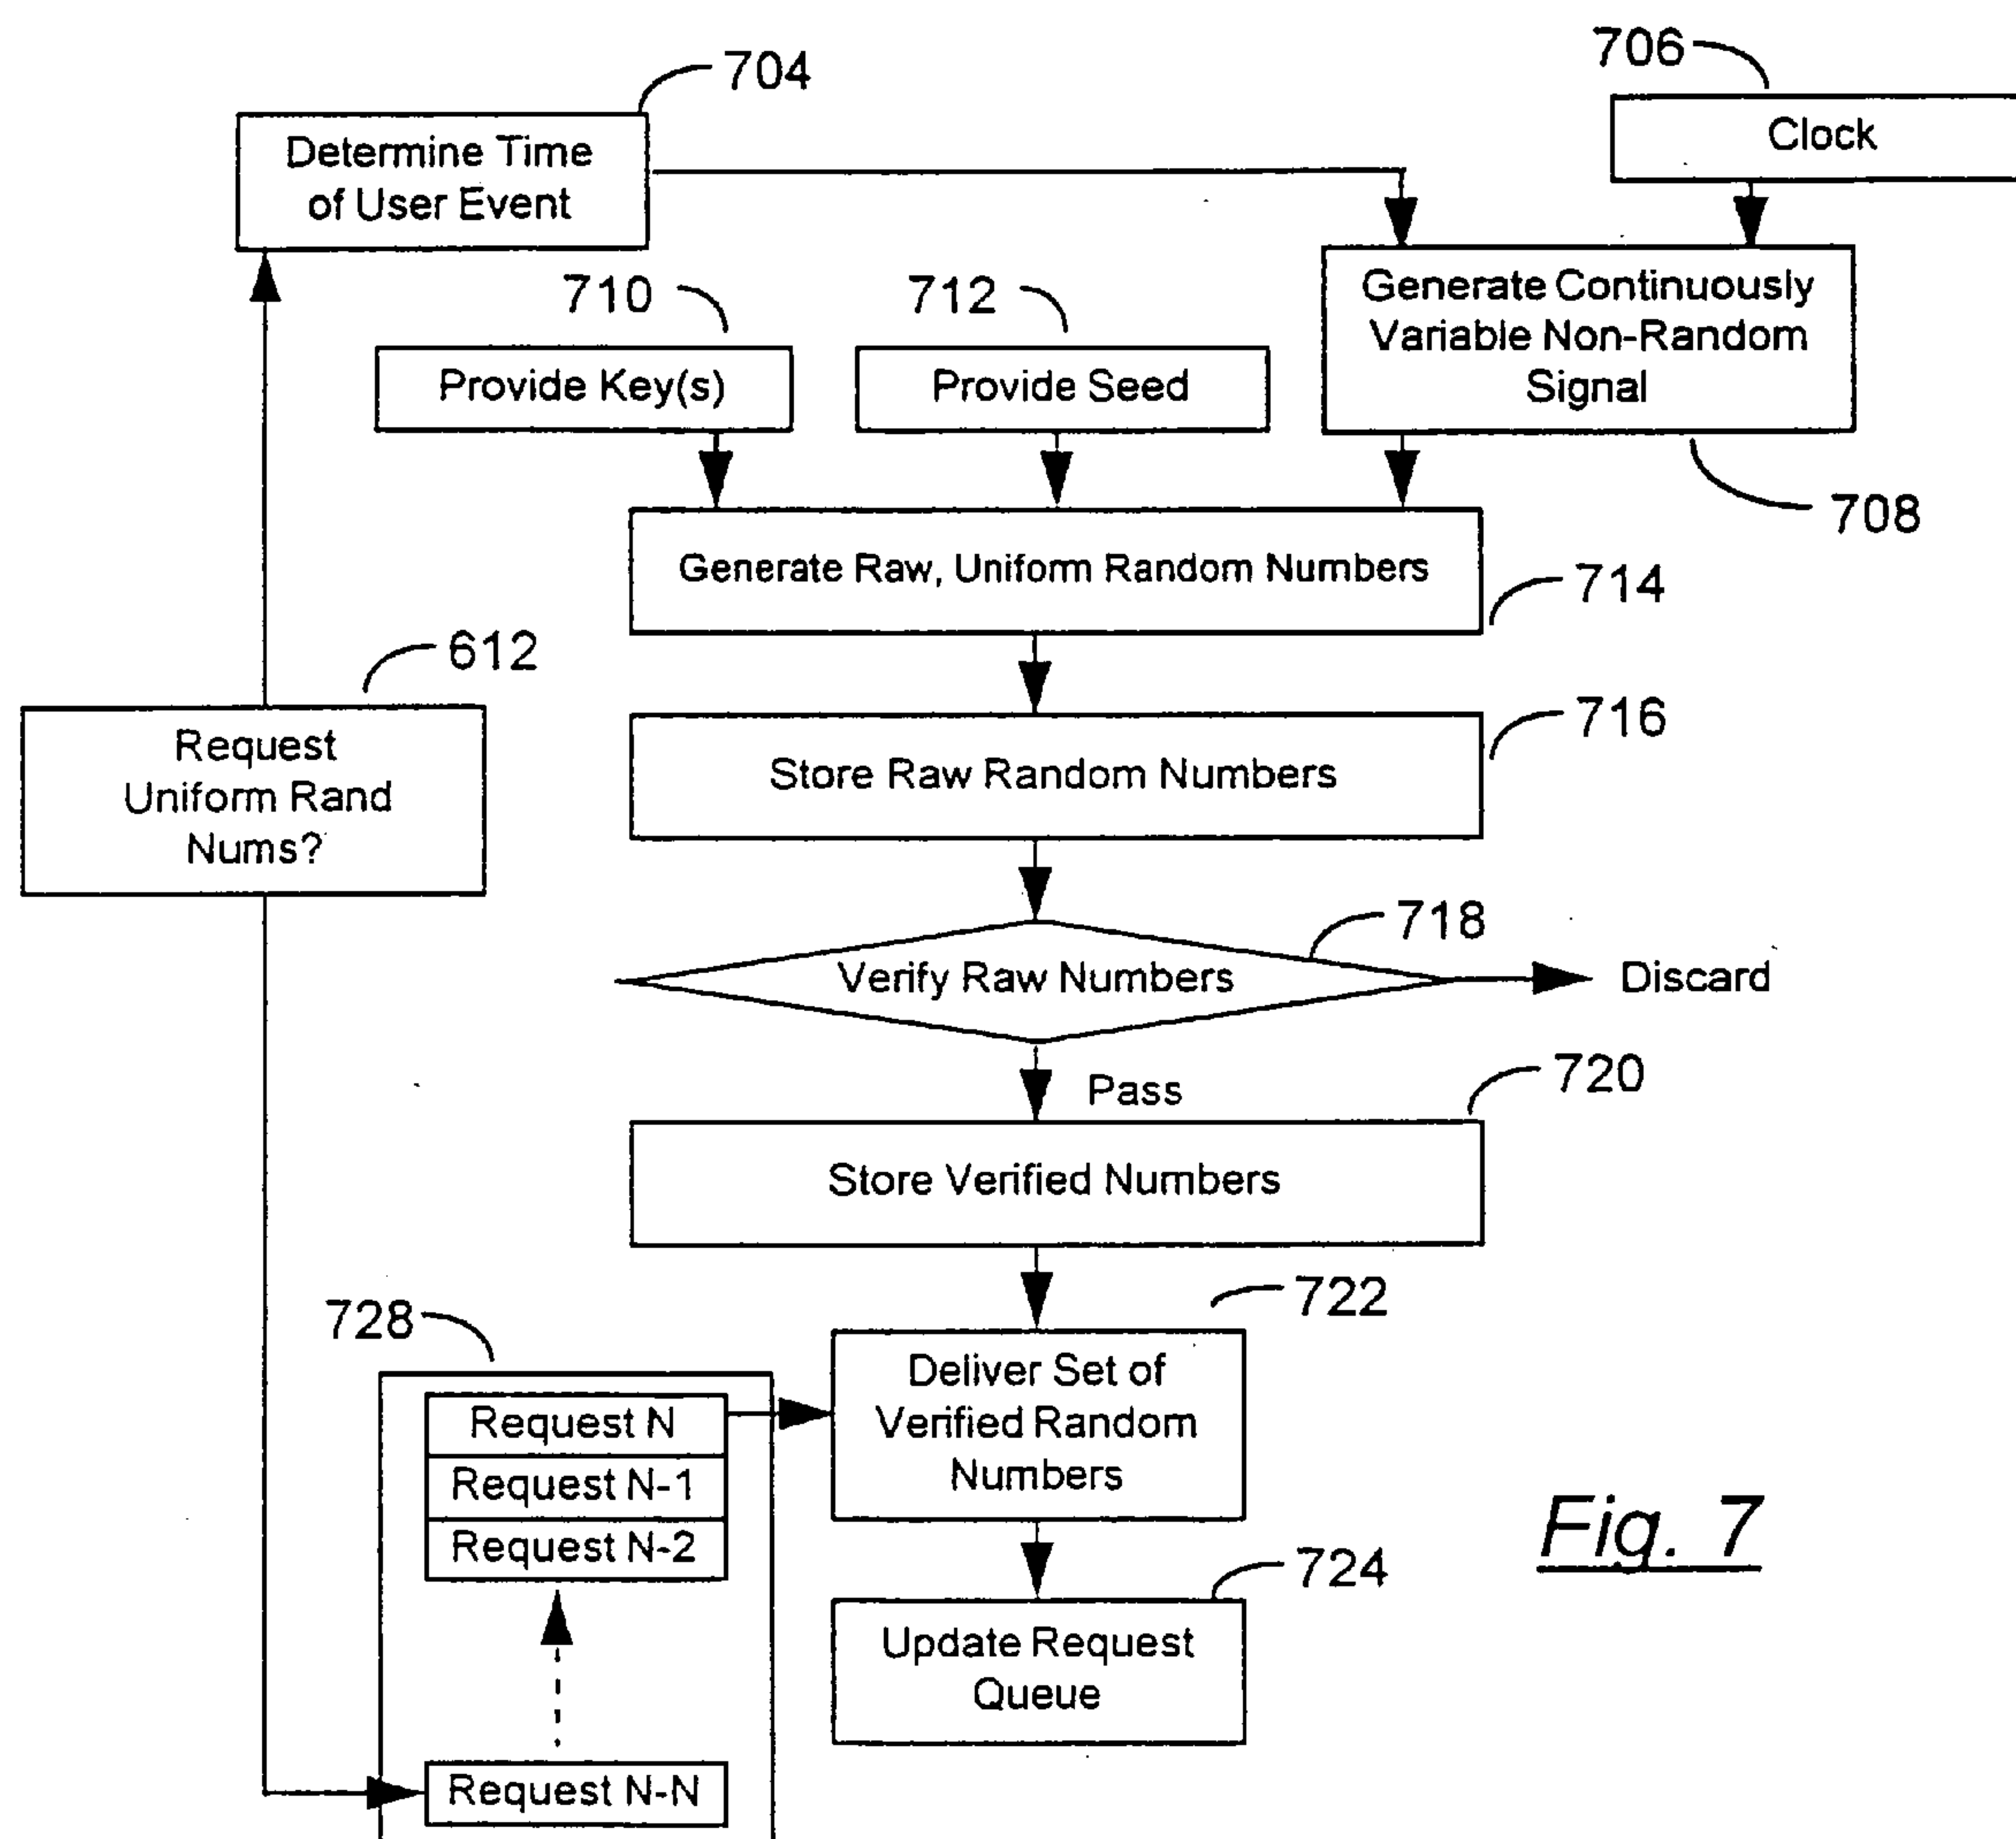 704
706
Determine Time
of User Event
Clock
710
712
Generate Continuously
Variable Non-Random
Signal
Provide Key(s)
Provide Seed
708
Generate Raw, Uniform Random Numbers
714
612
Request
Uniform Rand
Nums?
716
Store Raw Random Numbers
718
Verify Raw Numbers
Discard
Pass
720
Store Verified Numbers
722
728
Deliver Set of
Verified Random
Numbers
Request N
Request N-1
Request N-2
Fig. 7
724
Update Request
Queue
Request N-N